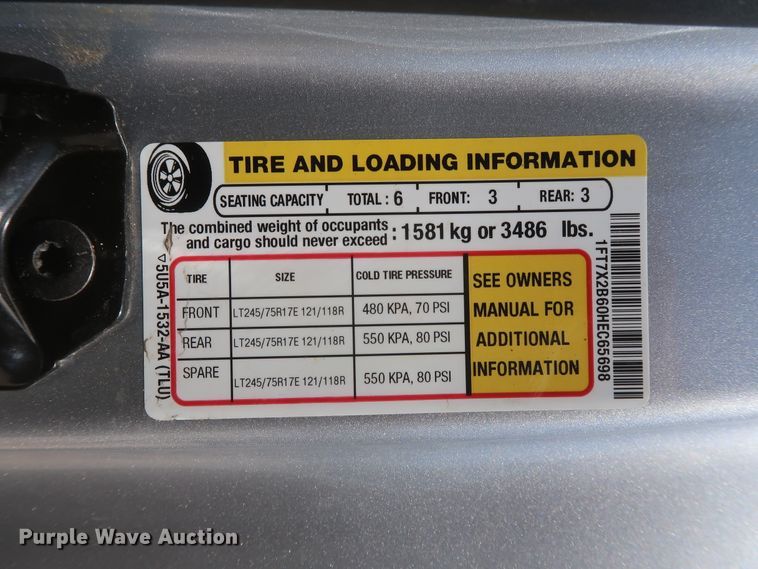 TIRE AND LOADING INFORMATION
SEATING CAPACITY TOTAL : 6 FRONT: 3 REAR: 3
The combined weight of occupants and cargo should never exceed : 1581 kg or 3486 lbs.
TIRE SIZE COLD TIRE PRESSURE
FRONT LT245/75R17E 121/118R 480 KPA, 70 PSI
REAR LT245/75R17E 121/118R 550 KPA, 80 PSI
SPARE LT245/75R17E 121/118R 550 KPA, 80 PSI
SEE OWNERS
MANUAL FOR
ADDITIONAL
INFORMATION
▽5U5A-1532-AA (TLU)
1FT7X2B60HEC65698
Purple Wave Auction